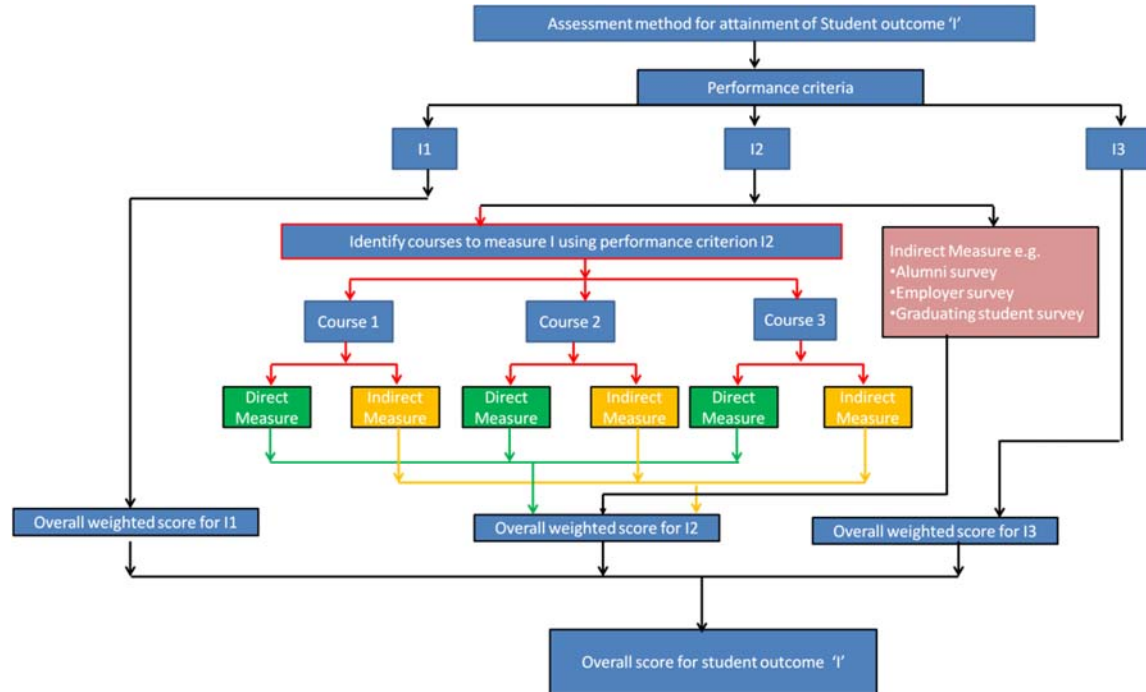 Assessment method for attainment of Student outcome ‘I’
Performance criteria
I1
I2
I3
Identify courses to measure I using performance criterion I2
Indirect Measure e.g.
•Alumni survey
•Employer survey
•Graduating student survey
Course 1
Course 2
Course 3
Direct
Measure
Indirect
Measure
Direct
Measure
Indirect
Measure
Direct
Measure
Indirect
Measure
Overall weighted score for I1
Overall weighted score for I2
Overall weighted score for I3
Overall score for student outcome ‘I’